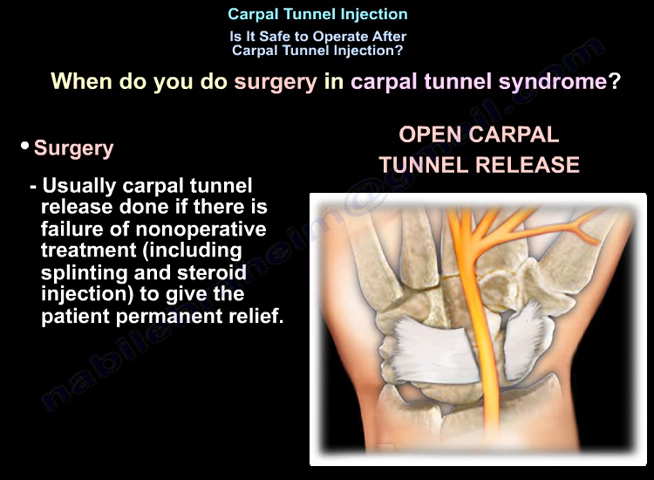 Carpal Tunnel Injection
Is It Safe to Operate After
Carpal Tunnel Injection?
When do you do surgery in carpal tunnel syndrome?
• Surgery
- Usually carpal tunnel
release done if there is
failure of nonoperative
treatment (including
splinting and steroid
injection) to give the
patient permanent relief.
OPEN CARPAL
TUNNEL RELEASE